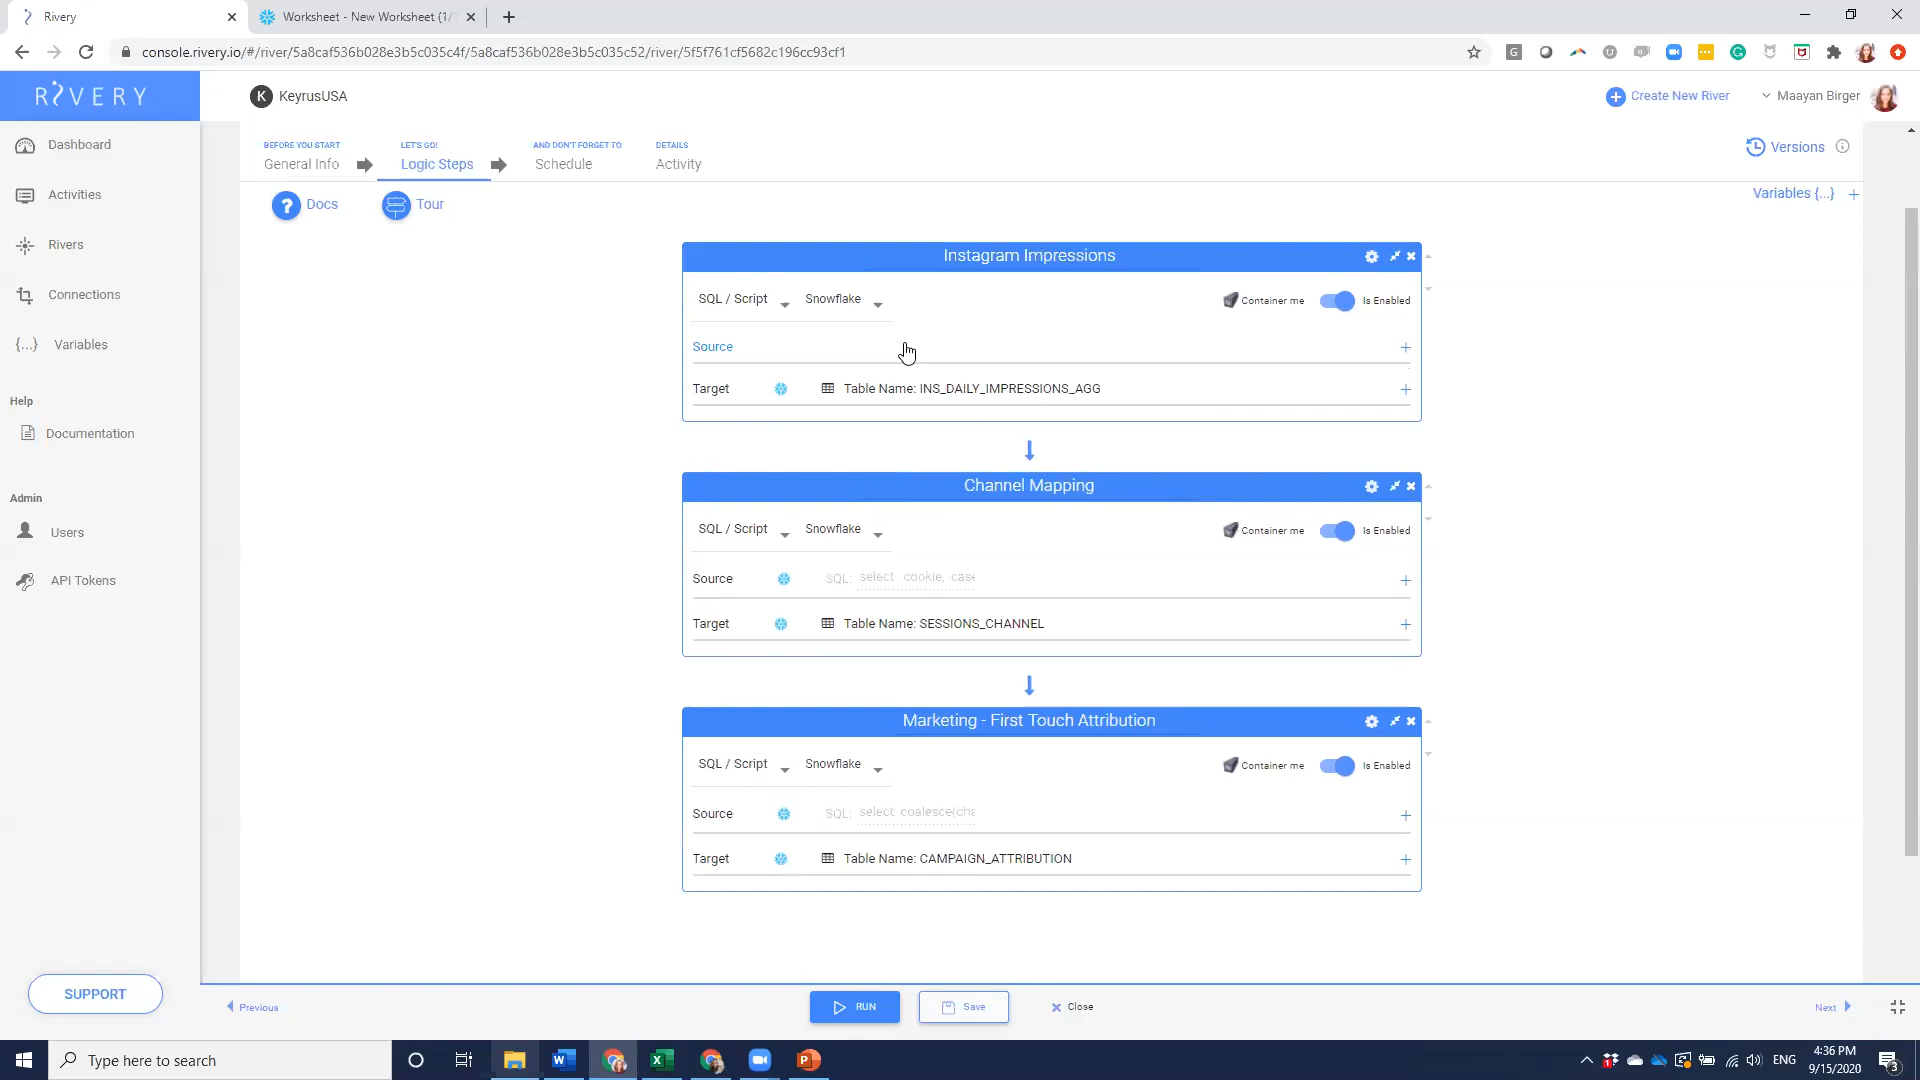 Rivery
Worksheet - New Worksheet (1/
console.rivery.io/#/river/5a8caf536b028e3b5c035c4f/5a8caf536b028e3b5c035c52/river/5f5f761cf5682c196cc93cf1
RIVERY
K KeyrusUSA
Create New River
Maayan Birger
Dashboard
Activities
Rivers
Connections
{...} Variables
Help
Documentation
Admin
Users
API Tokens
SUPPORT
BEFORE YOU START
General Info
LET'S GO!
Logic Steps
AND DON'T FORGET TO
Schedule
DETAILS
Activity
Versions
Docs
Tour
Variables {...} +
Instagram Impressions
SQL / Script
Snowflake
Container me
Is Enabled
Source
Target
Table Name: INS_DAILY_IMPRESSIONS_AGG
Channel Mapping
SQL / Script
Snowflake
Container me
Is Enabled
Source
SQL: select cookie, case
Target
Table Name: SESSIONS_CHANNEL
Marketing - First Touch Attribution
SQL / Script
Snowflake
Container me
Is Enabled
Source
SQL: select coalesce(cha
Target
Table Name: CAMPAIGN_ATTRIBUTION
Previous
RUN
Save
Close
Next
Type here to search
ENG
4:36 PM
9/15/2020
3